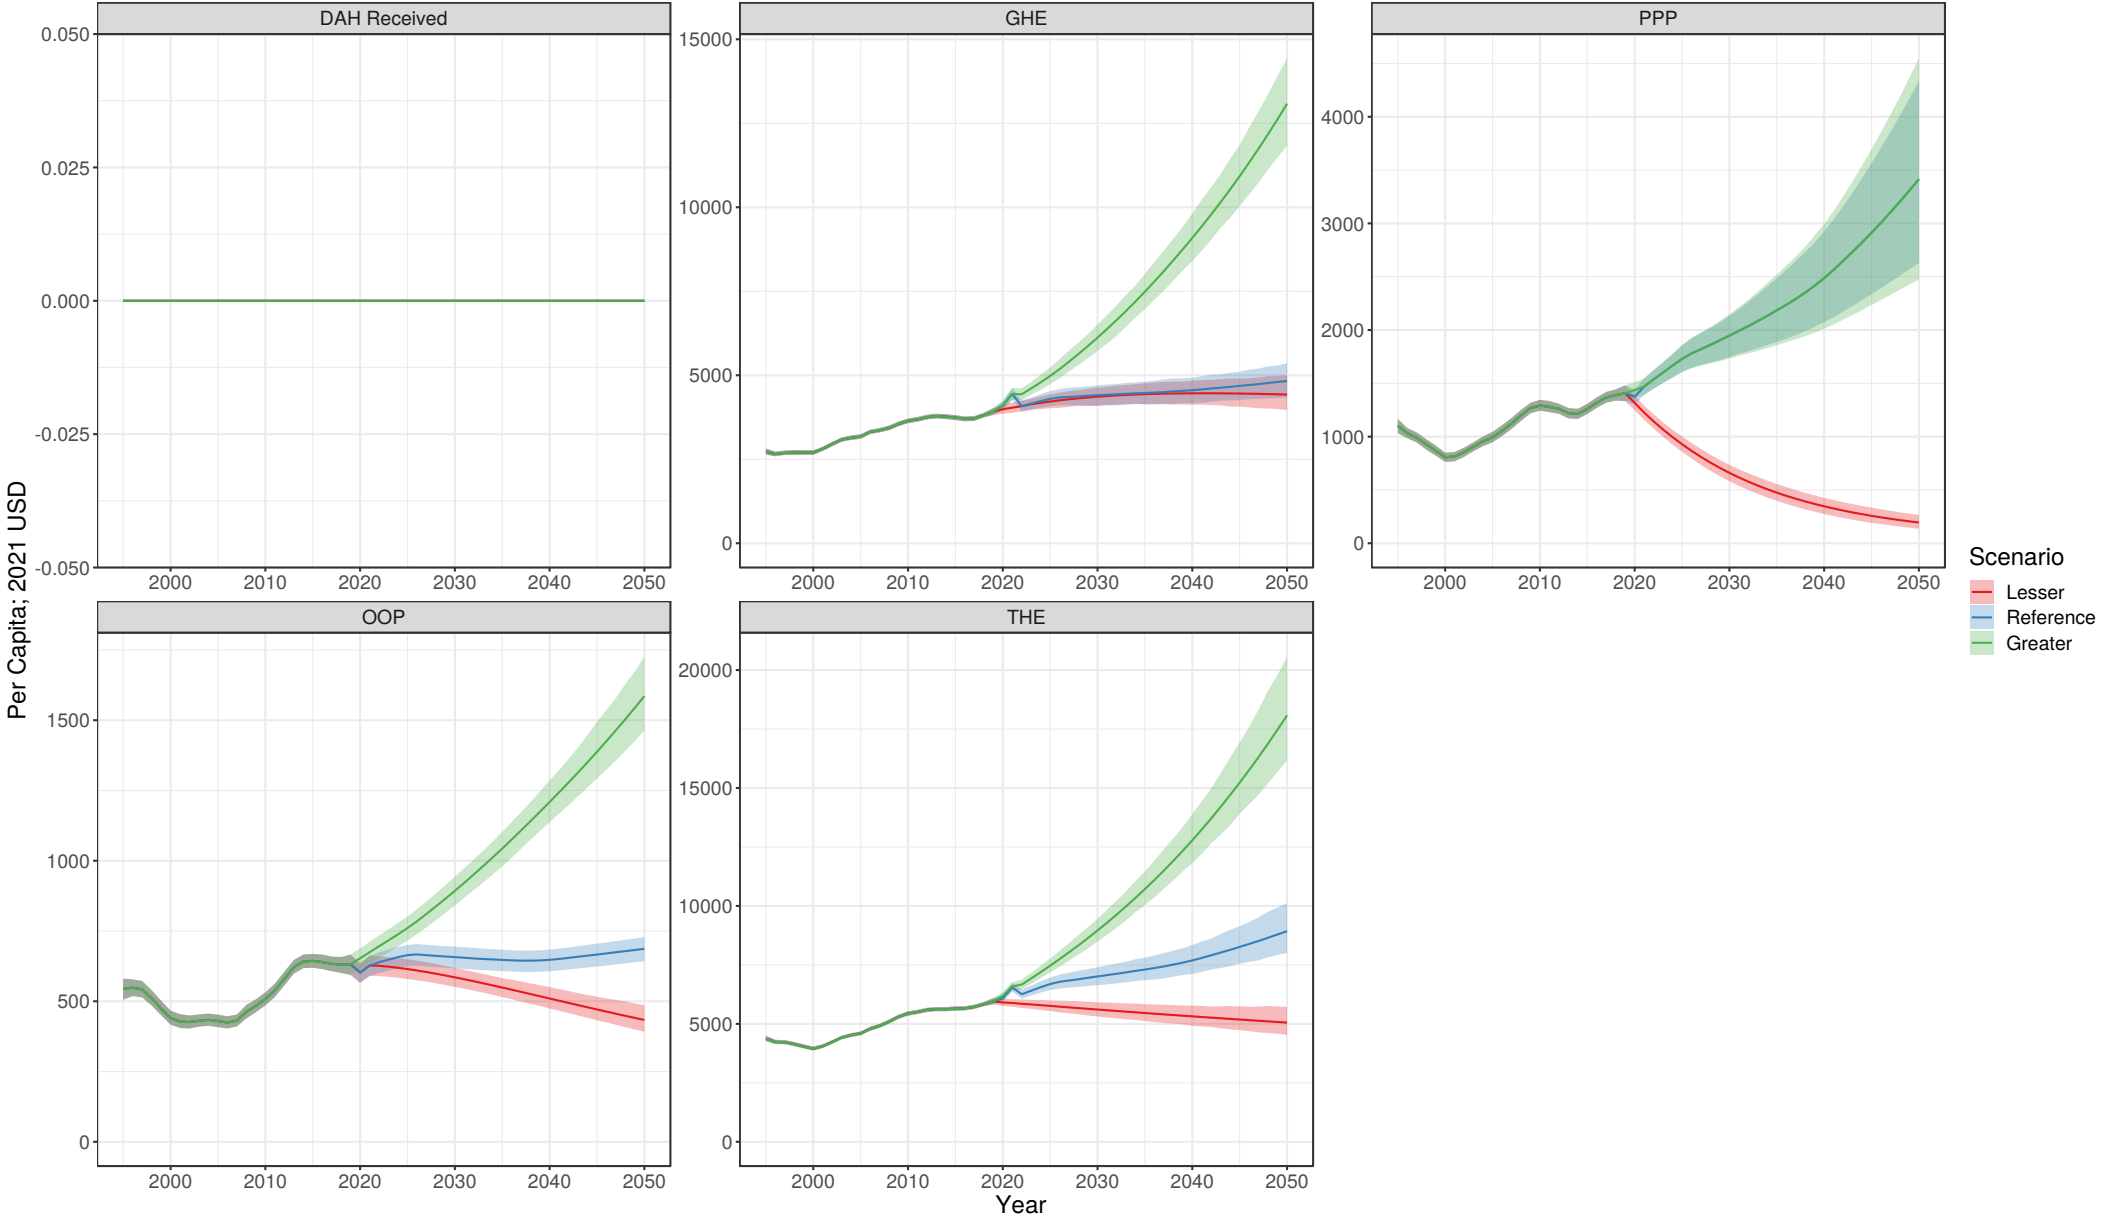 DAH Received
GHE
PPP
0.050
0.025
0.000
-0.025
-0.050
2000 2010 2020 2030 2040 2050
15000
10000
5000
0
2000 2010 2020 2030 2040 2050
4000
3000
2000
1000
0
2000 2010 2020 2030 2040 2050
Per Capita; 2021 USD
OOP
THE
1500
1000
500
0
2000 2010 2020 2030 2040 2050
20000
15000
10000
5000
0
2000 2010 2020 2030 2040 2050
Year
Scenario
Lesser
Reference
Greater